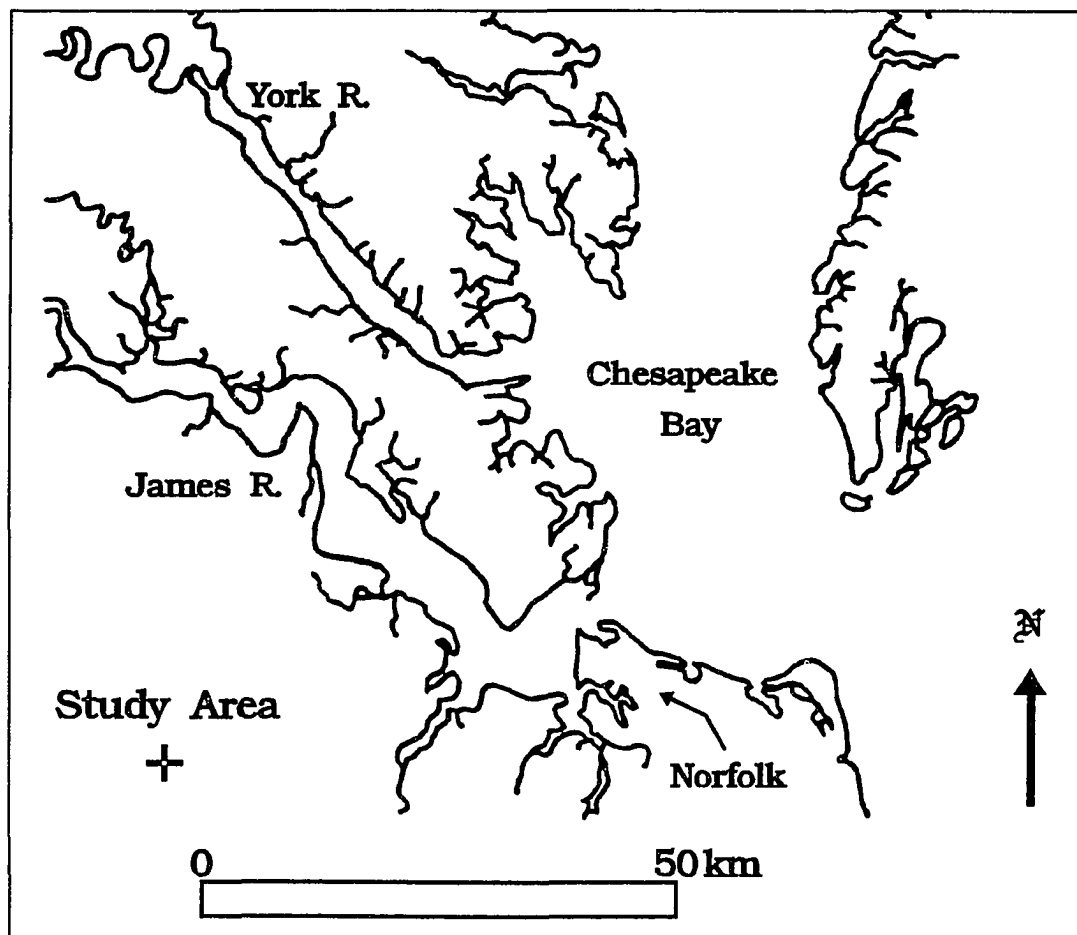 York R.
Chesapeake
Bay
James R.
N
Study Area
Norfolk
0 50 km